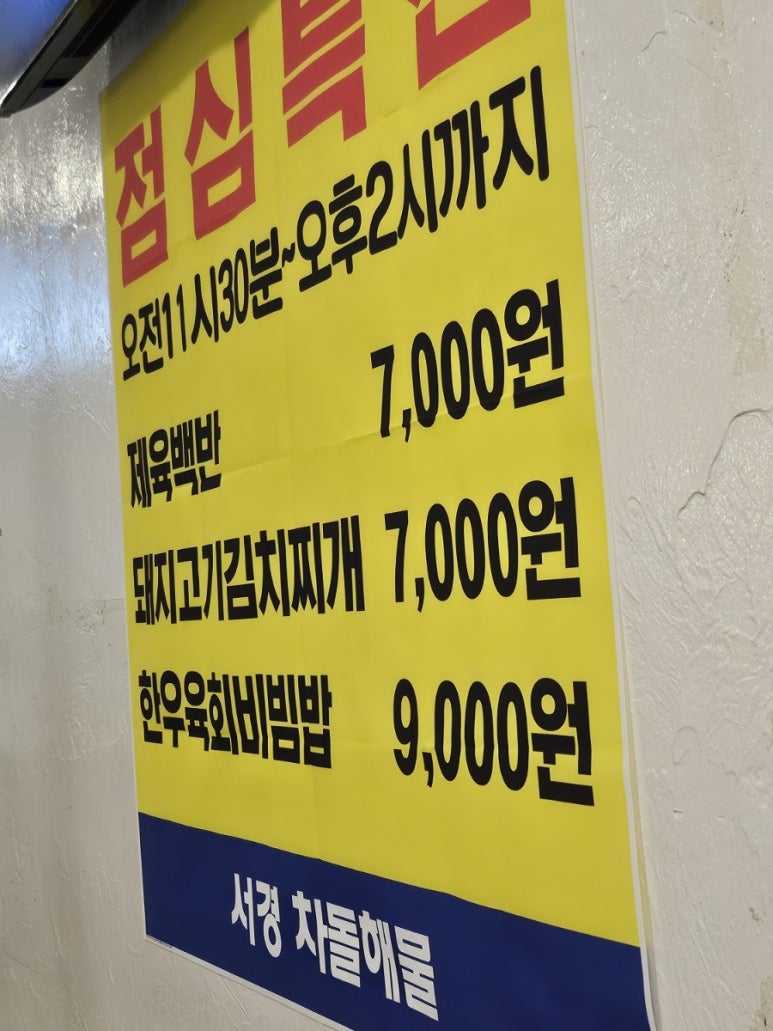 점심특선
오전11시30분~오후2시까지
제육백반 7,000원
돼지고기김치찌개 7,000원
한우육회비빔밥 9,000원
서경 차돌해물